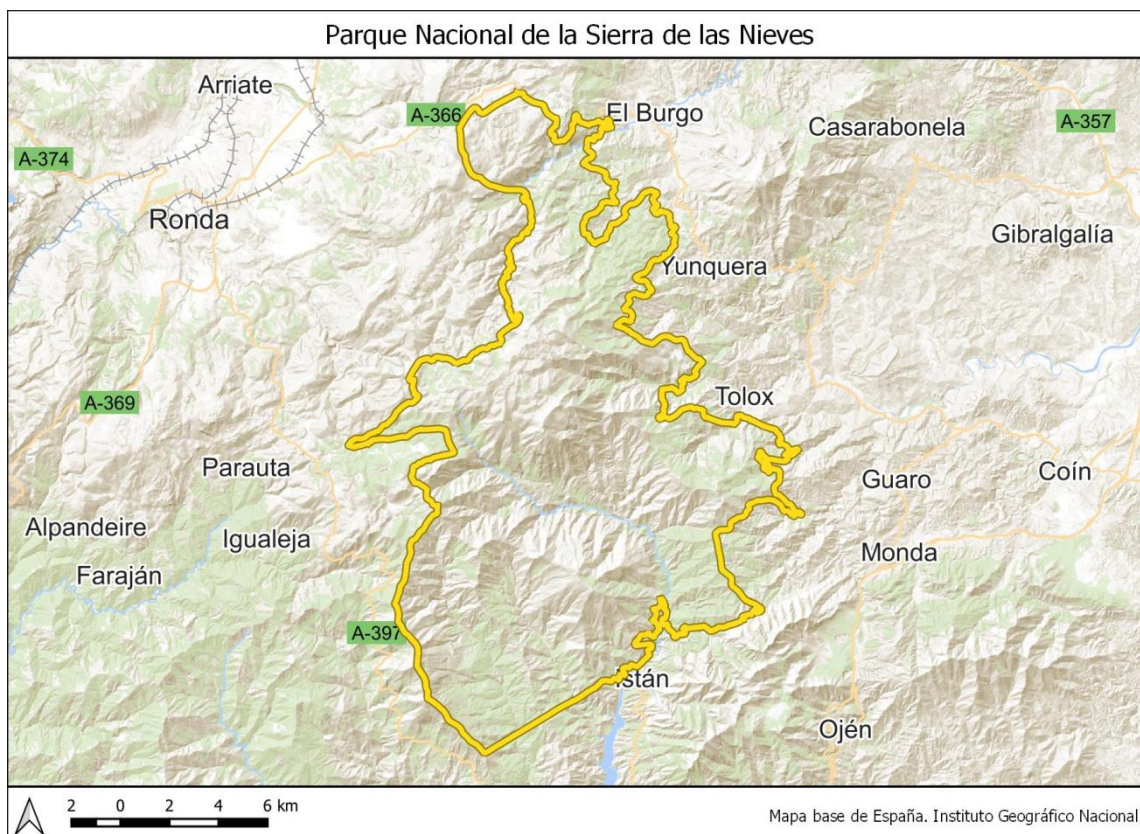 Parque Nacional de la Sierra de las Nieves
Arriate
A-366
El Burgo
Casarabonela
A-357
A-374
Ronda
Gibralgalía
Yunquera
A-369
Tolox
Parauta
Guaro
Coín
Alpandeire
Igualeja
Monda
Faraján
A-397
Istán
Ojén
2 0 2 4 6 km
Mapa base de España. Instituto Geográfico Nacional